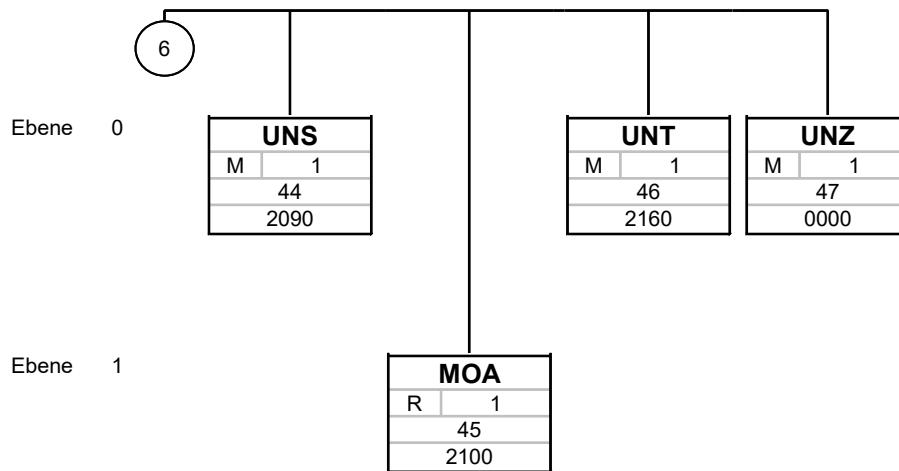 6
Ebene 0
UNS UNT UNZ
M 1 M 1 M 1
44 46 47
2090 2160 0000
Ebene 1
MOA
R 1
45
2100